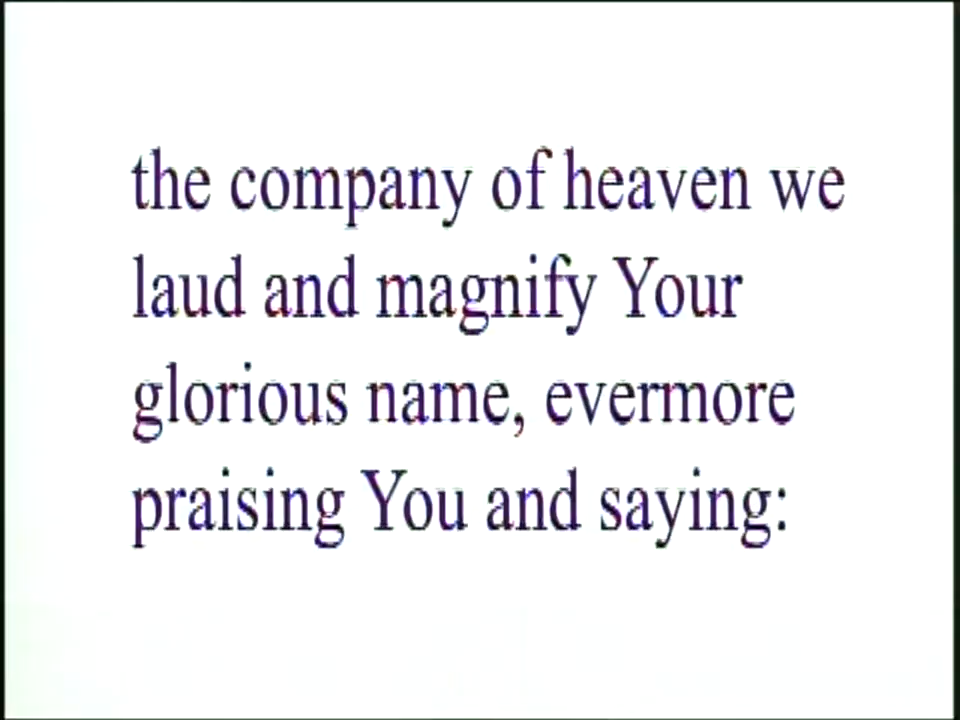 the company of heaven we
laud and magnify Your
glorious name, evermore
praising You and saying: